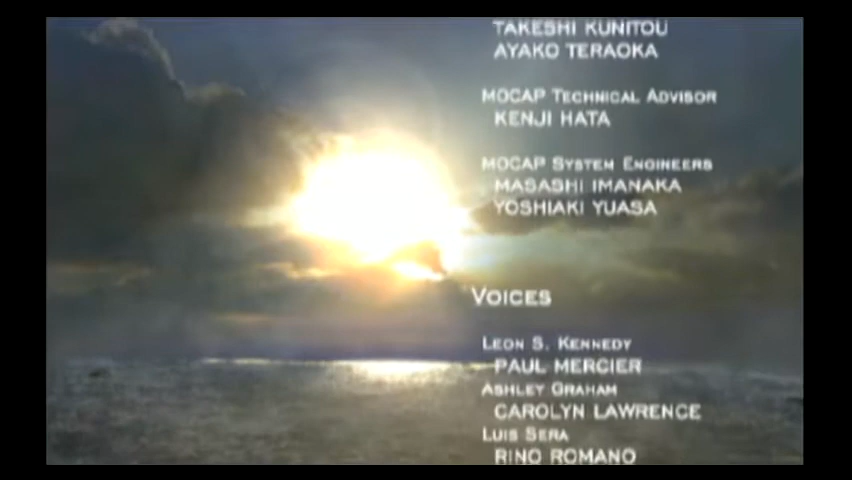 TAKESHI KUNITOU
AYAKO TERAOKA
MOCAP TECHNICAL ADVISOR
KENJI HATA
MOCAP SYSTEM ENGINEERS
MASASHI IMANAKA
YOSHIAKI YUASA
VOICES
LEON S. KENNEDY
PAUL MERCIER
ASHLEY GRAHAM
CAROLYN LAWRENCE
LUIS SERA
RINO ROMANO